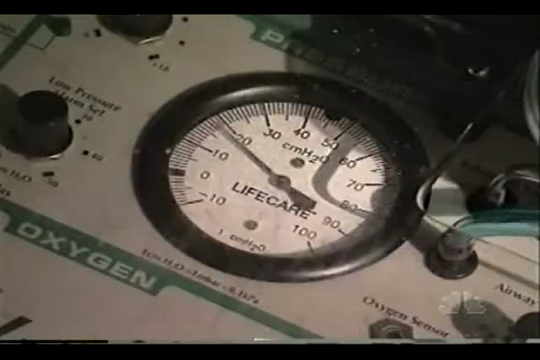 PRESSURE
Low Pressure
Alarm Set
-10
0
10
20
30
40
50
60
70
80
90
100
cmH2O
LIFECARE
1 cmH2O
OXYGEN
Oxygen Sensor
Airway